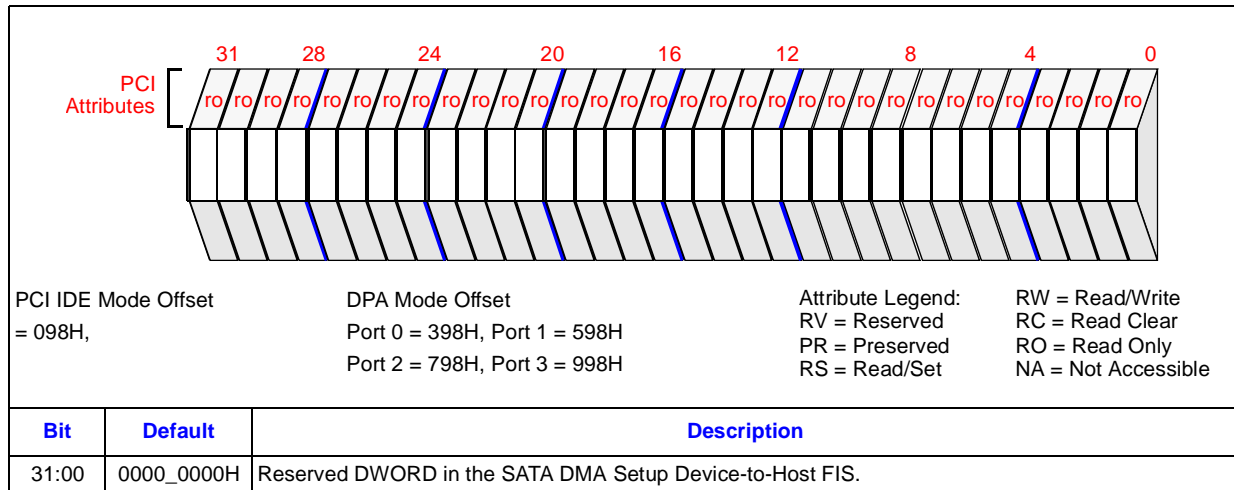 31 28 24 20 16 12 8 4 0
PCI
Attributes
ro ro ro ro ro ro ro ro ro ro ro ro ro ro ro ro ro ro ro ro ro ro ro ro ro ro ro ro ro ro ro ro
PCI IDE Mode Offset
= 098H,
DPA Mode Offset
Port 0 = 398H, Port 1 = 598H
Port 2 = 798H, Port 3 = 998H
Attribute Legend:
RV = Reserved
PR = Preserved
RS = Read/Set
RW = Read/Write
RC = Read Clear
RO = Read Only
NA = Not Accessible
Bit Default Description
31:00 0000_0000H Reserved DWORD in the SATA DMA Setup Device-to-Host FIS.